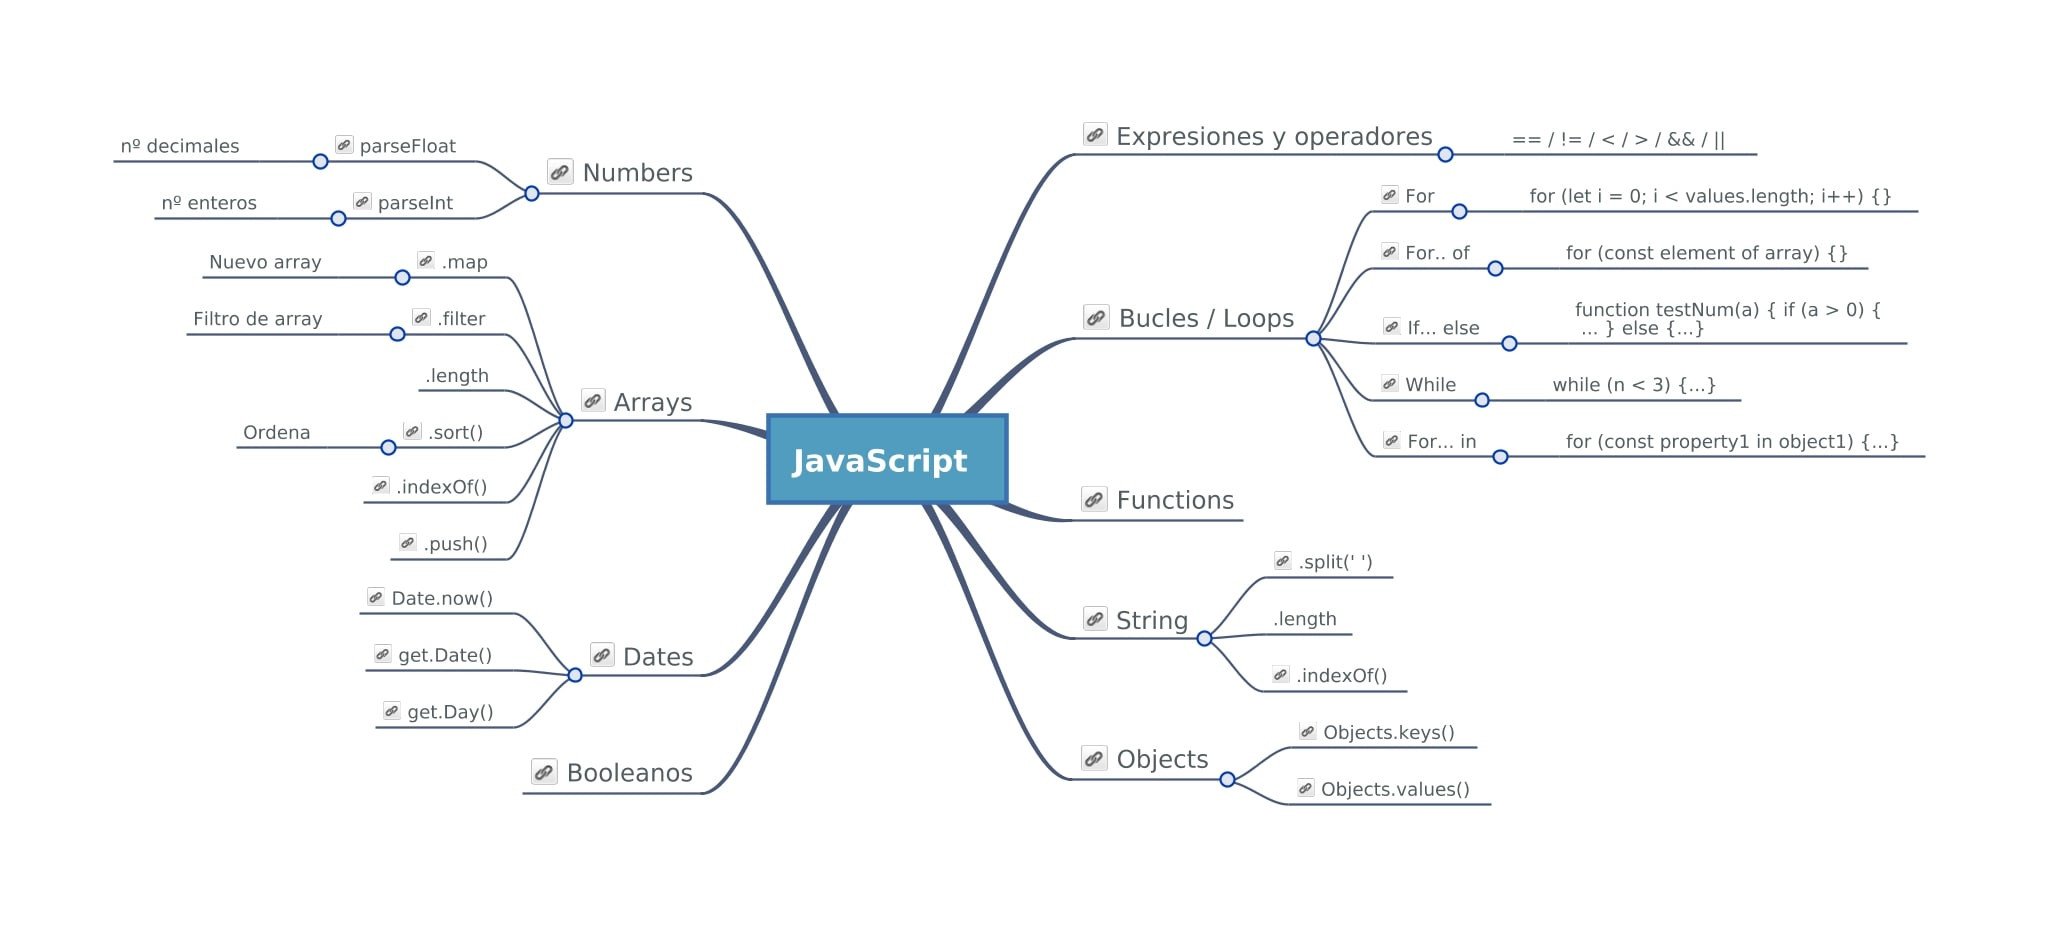 JavaScript
Numbers
parseFloat
nº decimales
parseInt
nº enteros
Arrays
.map
Nuevo array
.filter
Filtro de array
.length
.sort()
Ordena
.indexOf()
.push()
Dates
Date.now()
get.Date()
get.Day()
Booleanos
Expresiones y operadores
== / != / < / > / && / ||
Bucles / Loops
For
for (let i = 0; i < values.length; i++) {}
For.. of
for (const element of array) {}
If... else
function testNum(a) { if (a > 0) {
... } else {...}
While
while (n < 3) {...}
For... in
for (const property1 in object1) {...}
Functions
String
.split(' ')
.length
.indexOf()
Objects
Objects.keys()
Objects.values()